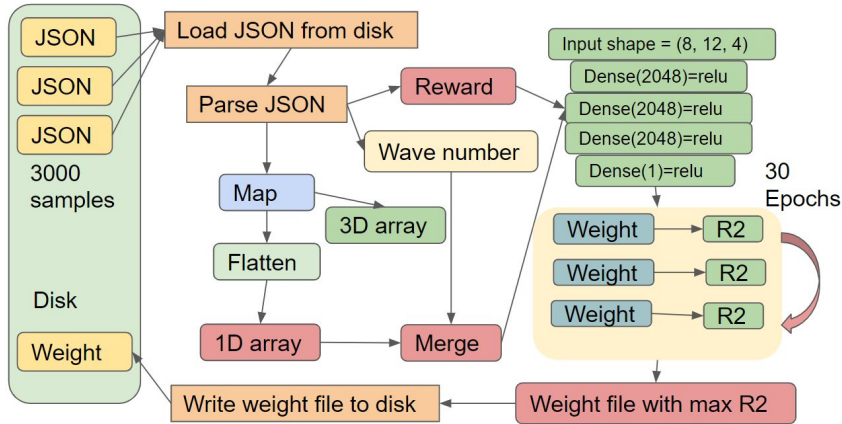 JSON
JSON
JSON
3000
samples
Disk
Weight
Load JSON from disk
Parse JSON
Reward
Wave number
Map
3D array
Flatten
1D array
Merge
Write weight file to disk
Input shape = (8, 12, 4)
Dense(2048)=relu
Dense(2048)=relu
Dense(2048)=relu
Dense(1)=relu
30
Epochs
Weight
R2
Weight
R2
Weight
R2
Weight file with max R2